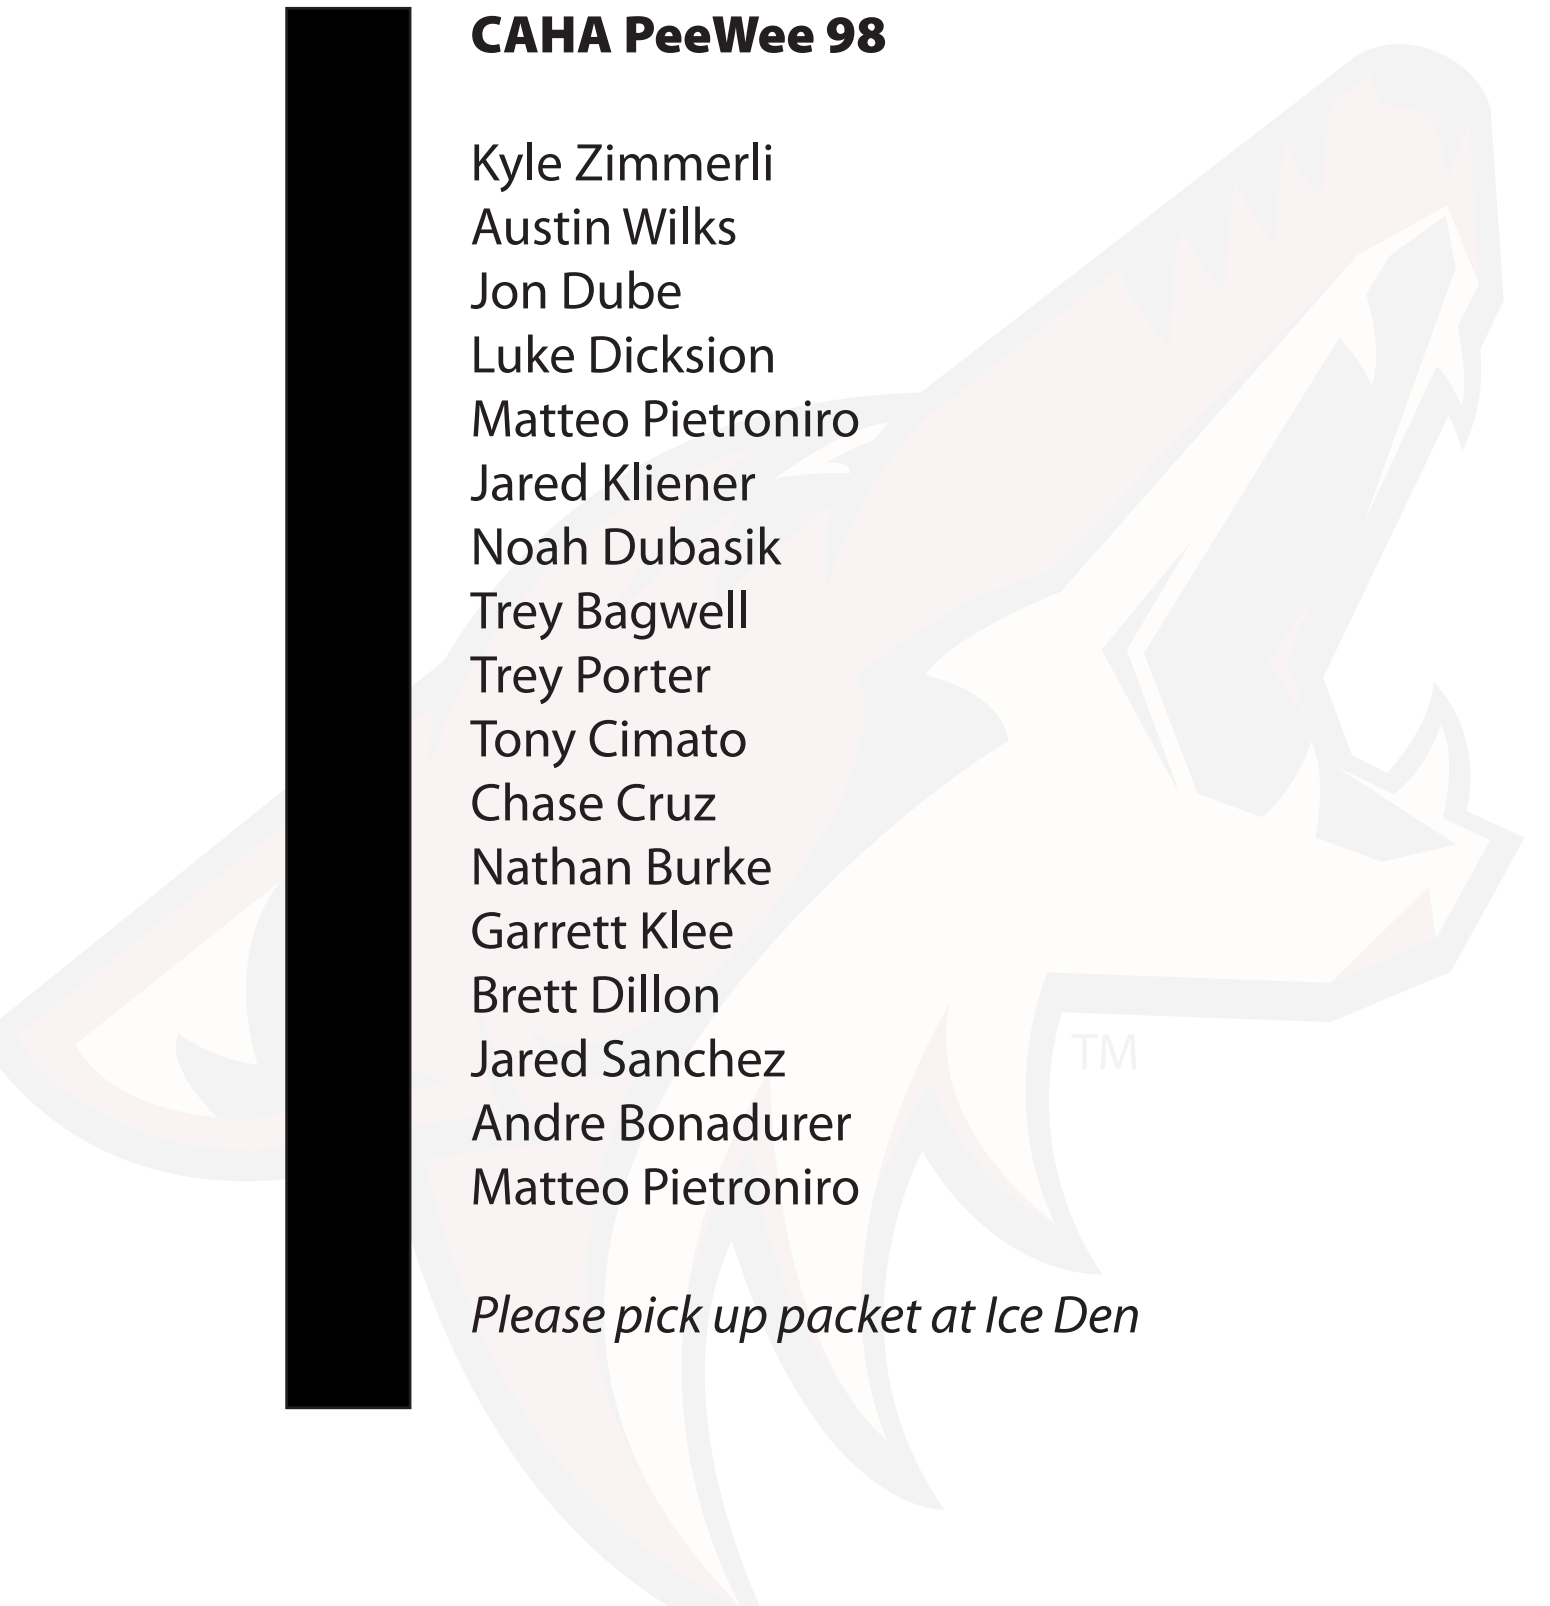 CAHA PeeWee 98
Kyle Zimmerli
Austin Wilks
Jon Dube
Luke Dicksion
Matteo Pietroniro
Jared Kliener
Noah Dubasik
Trey Bagwell
Trey Porter
Tony Cimato
Chase Cruz
Nathan Burke
Garrett Klee
Brett Dillon
Jared Sanchez
Andre Bonadurer
Matteo Pietroniro
Please pick up packet at Ice Den
TM